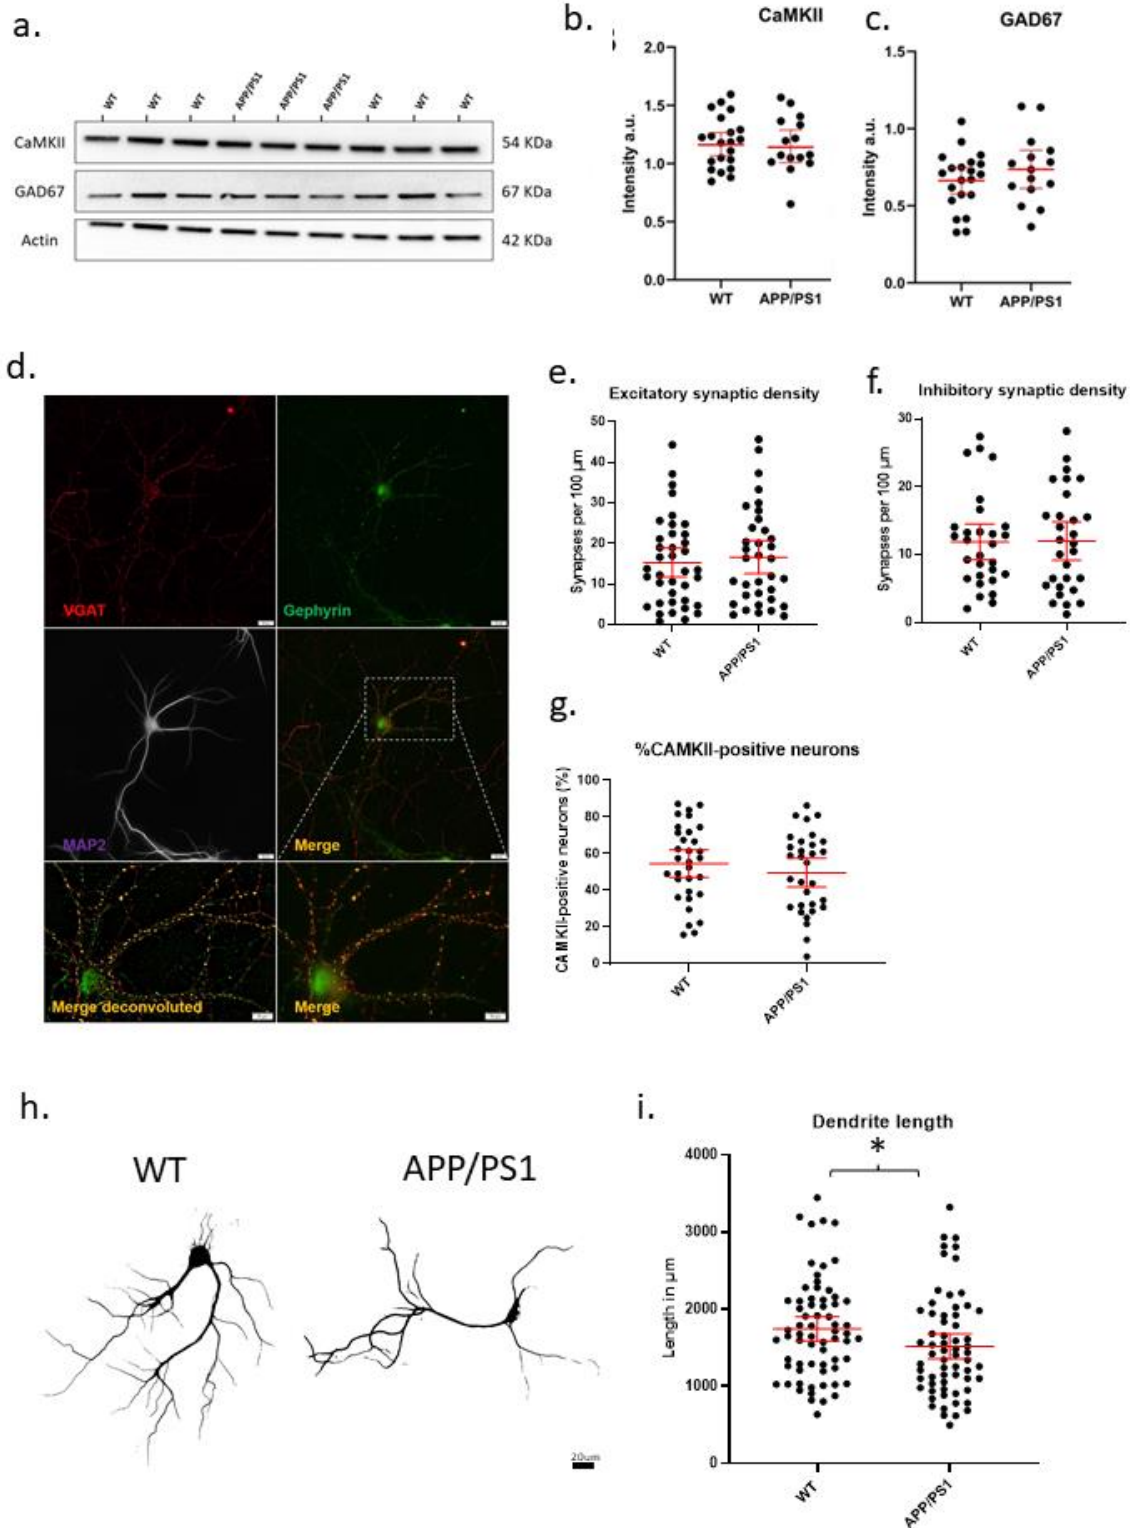 a.
WT
WT
WT
APP/PS1
APP/PS1
APP/PS1
WT
WT
WT
CaMKII
54 KDa
GAD67
67 KDa
Actin
42 KDa
b.
CaMKII
Intensity a.u.
2.0
1.5
1.0
0.5
0.0
WT
APP/PS1
c.
GAD67
Intensity a.u.
1.5
1.0
0.5
0.0
WT
APP/PS1
d.
VGAT
Gephyrin
MAP2
Merge
Merge deconvoluted
Merge
e.
Excitatory synaptic density
Synapses per 100 µm
50
40
30
20
10
0
WT
APP/PS1
f.
Inhibitory synaptic density
Synapses per 100 µm
30
20
10
0
WT
APP/PS1
g.
%CAMKII-positive neurons
CAMKII-positive neurons (%)
100
80
60
40
20
0
WT
APP/PS1
h.
WT
APP/PS1
20um
i.
Dendrite length
*
Length in µm
4000
3000
2000
1000
0
WT
APP/PS1